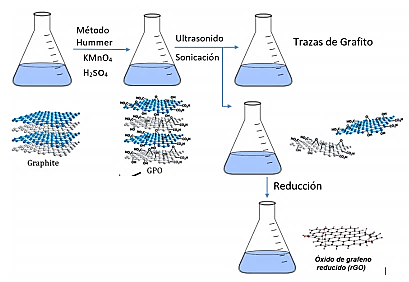 Método
Hummer
KMnO₄
H₂SO₄
Ultrasonido
Sonicación
Trazas de Grafito
Graphite
GPO
Reducción
Óxido de grafeno
reducido (rGO)